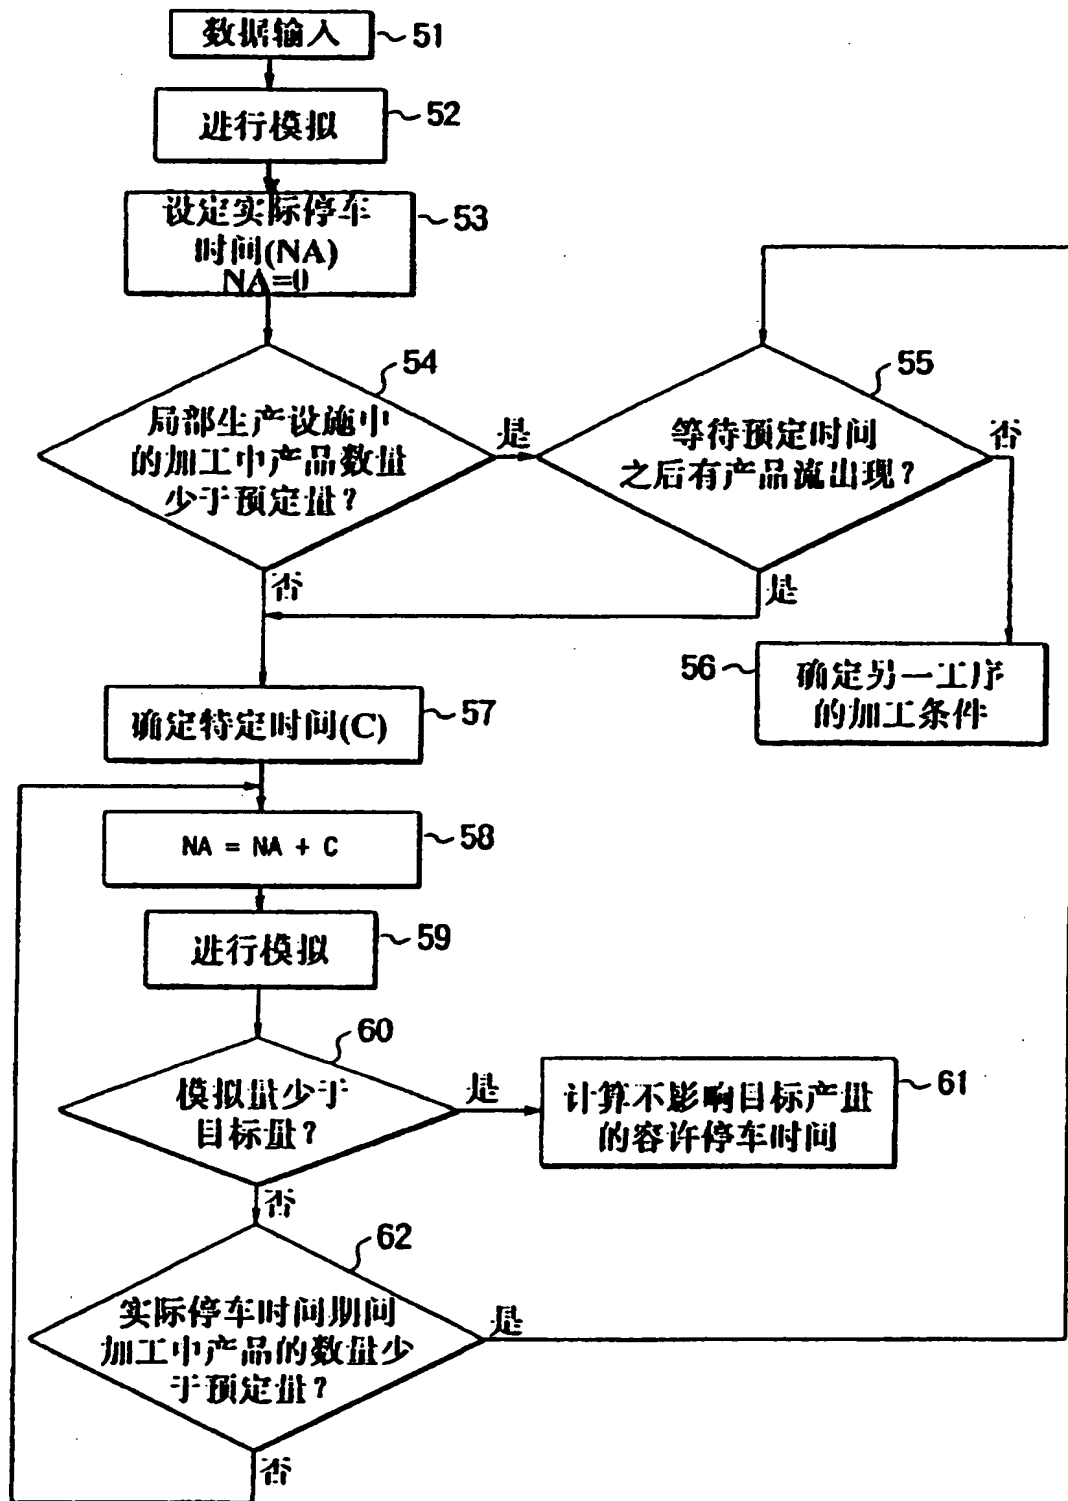 数据输入
51
进行模拟
52
设定实际停车
时间(NA)
NA=0
53
局部生产设施中
的加工中产品数量
少于预定量？
54
是
否
等待预定时间
之后有产品流出现？
55
否
是
56
确定另一工序
的加工条件
确定特定时间(C)
57
NA = NA + C
58
进行模拟
59
模拟量少于
目标量？
60
是
计算不影响目标产量
的容许停车时间
61
否
实际停车时间期间
加工中产品的数量少
于预定量？
62
是
否